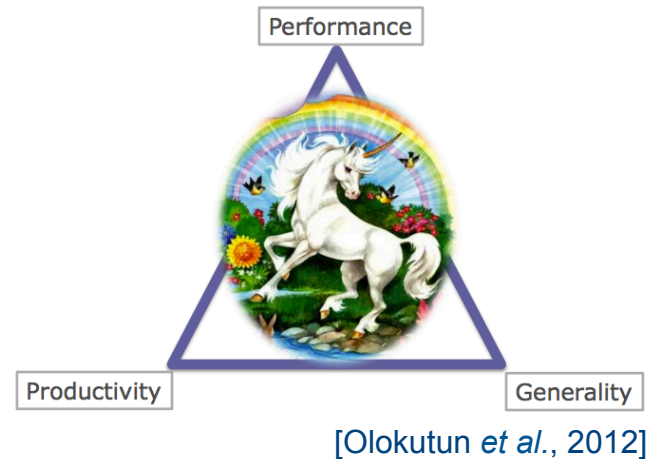 Performance
Productivity
Generality
[Olokutun et al., 2012]